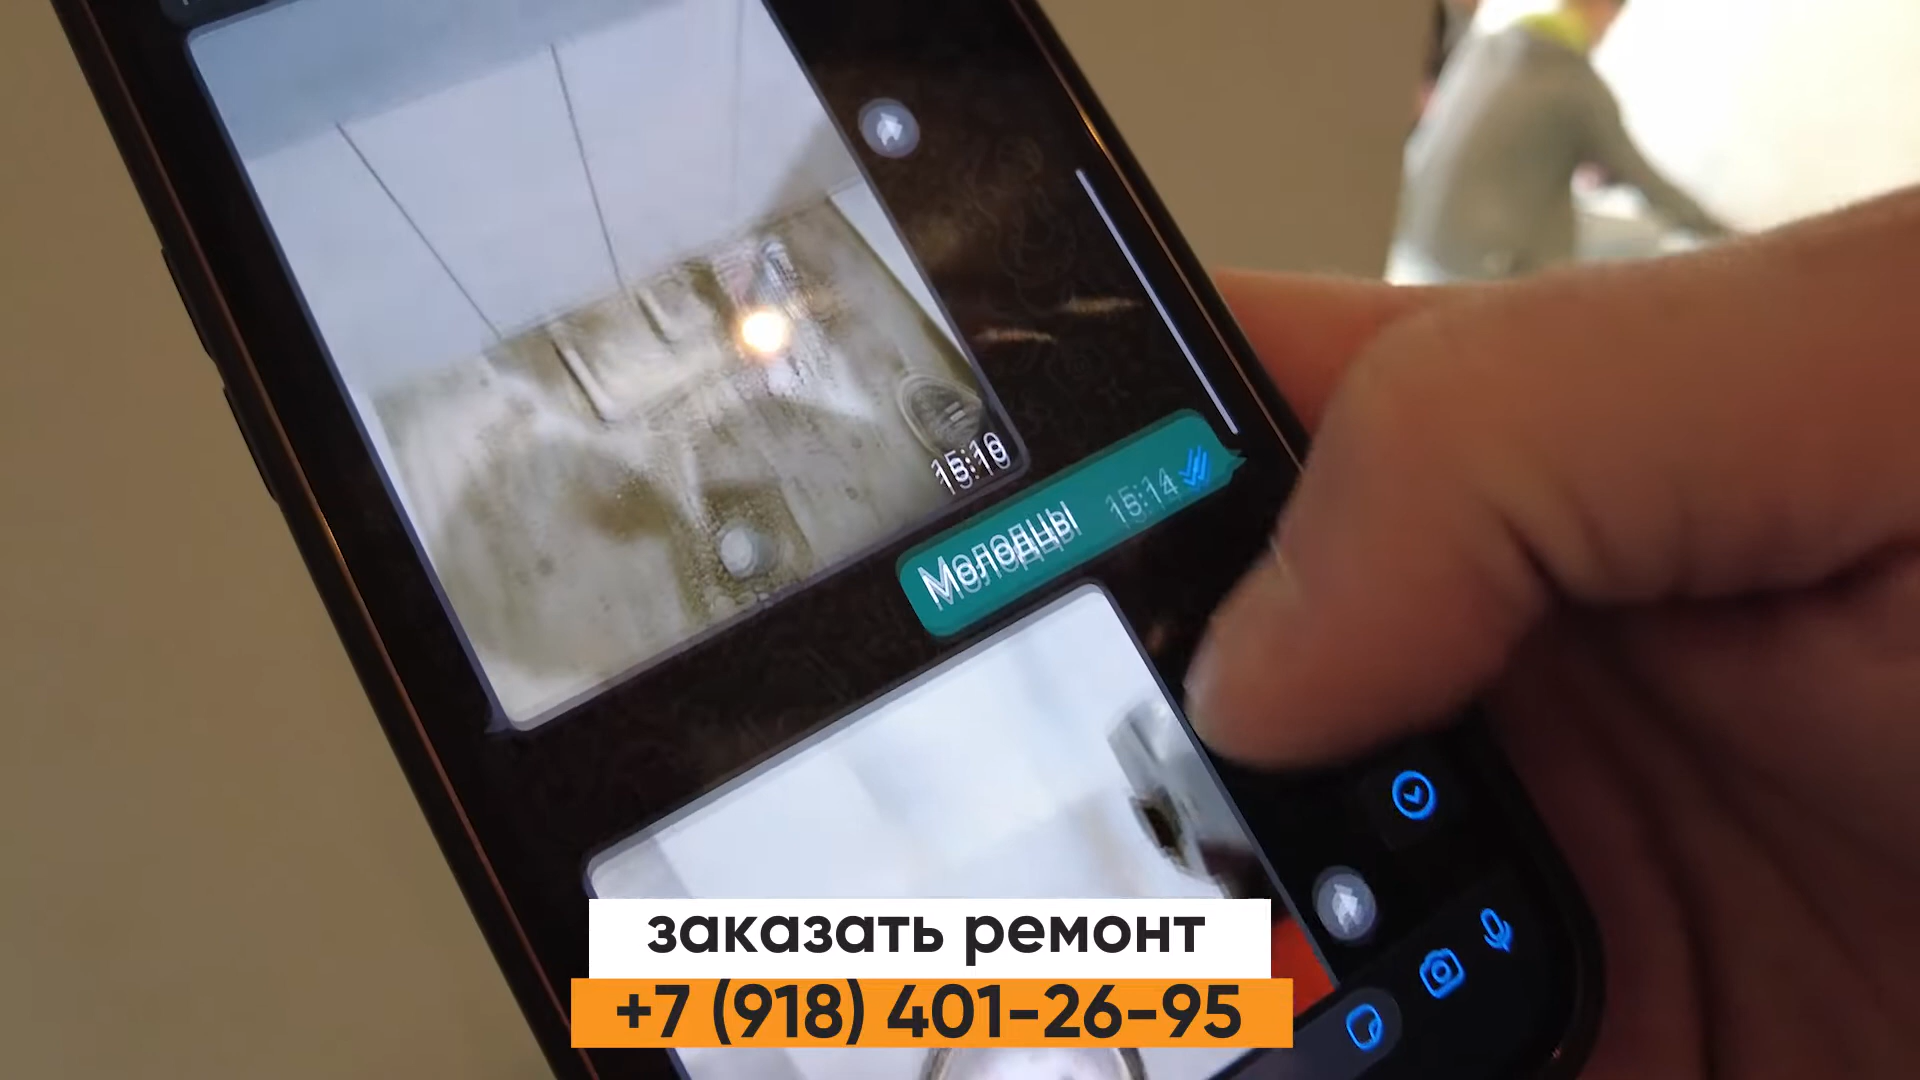 15:10
Молодцы 15:14
заказать ремонт
+7 (918) 401-26-95